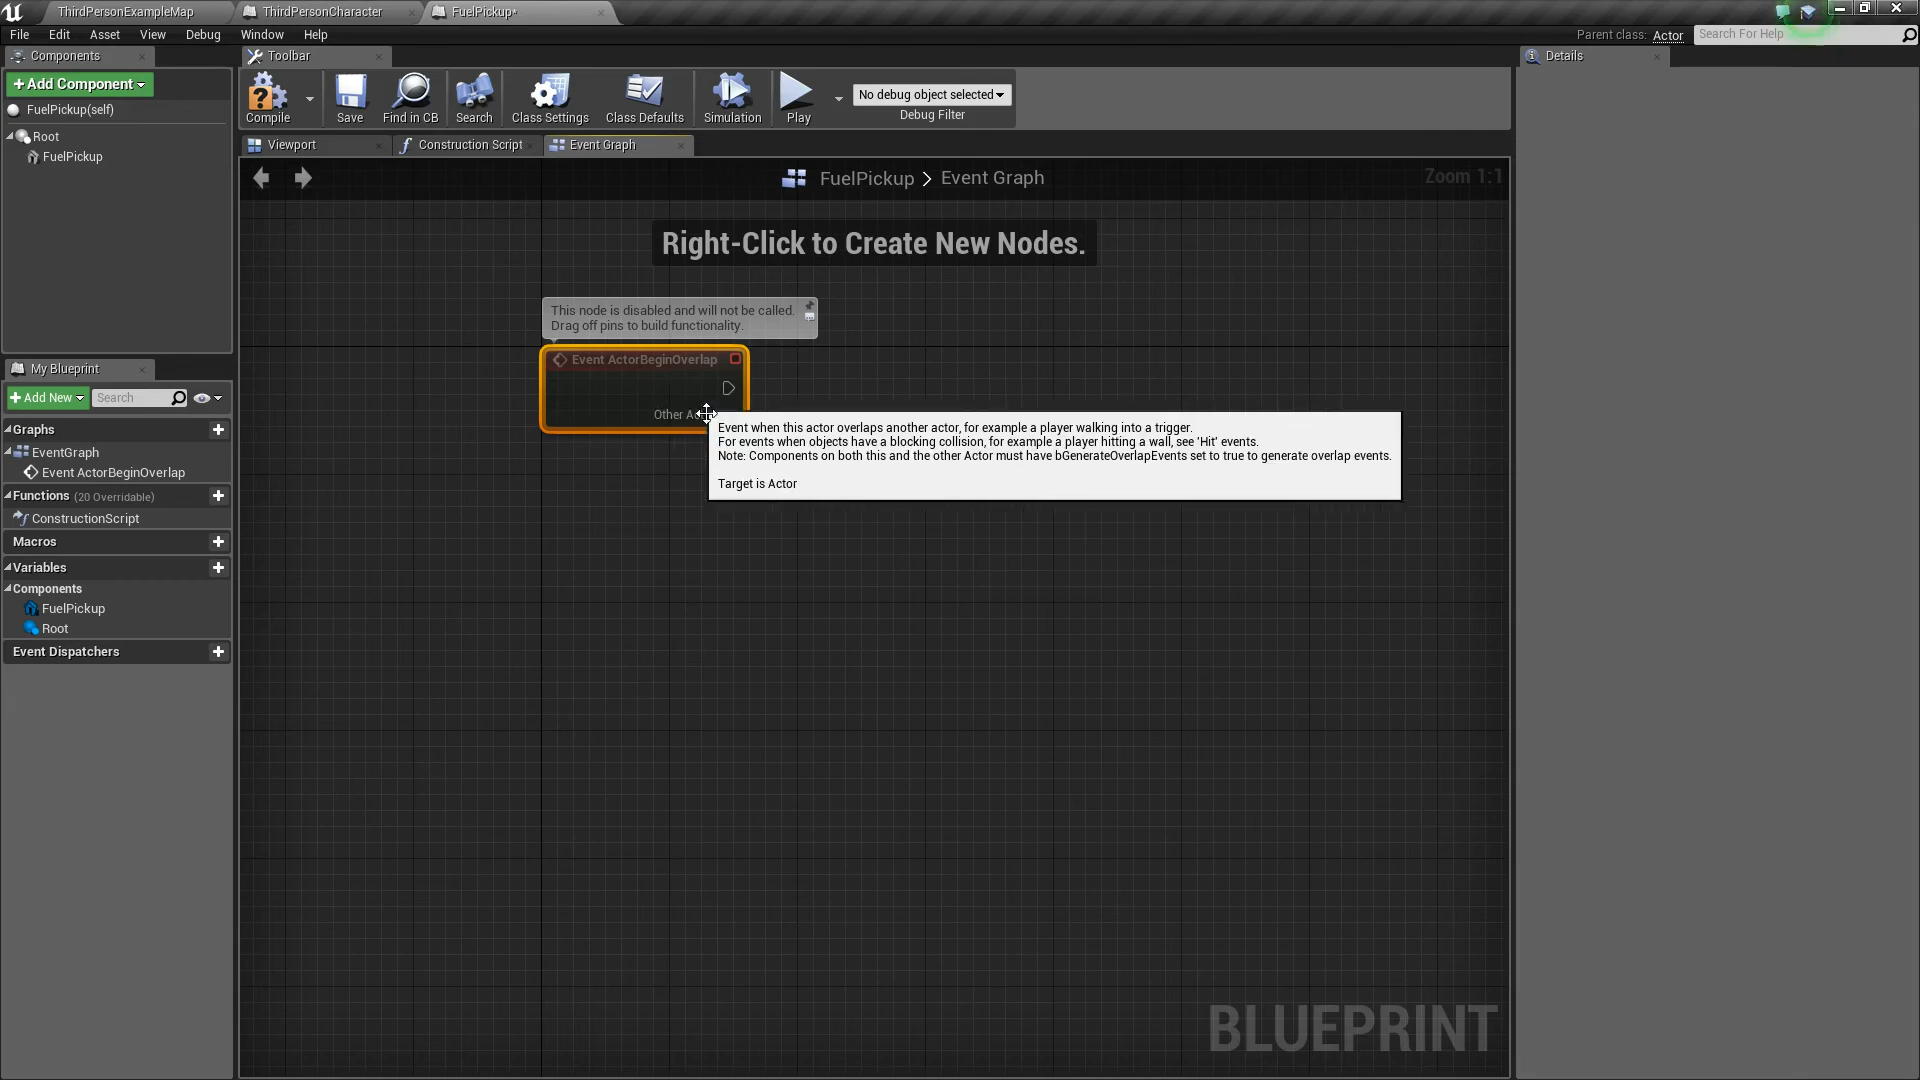 ThirdPersonExampleMap
ThirdPersonCharacter
FuelPickup*
File Edit Asset View Debug Window Help
Parent class: Actor
Search For Help
Components
Toolbar
Details
+Add Component
Compile
Save
Find in CB
Search
Class Settings
Class Defaults
Simulation
Play
No debug object selected
Debug Filter
FuelPickup(self)
Root
FuelPickup
Viewport
Construction Script
Event Graph
FuelPickup > Event Graph
Zoom 1:1
Right-Click to Create New Nodes.
This node is disabled and will not be called.
Drag off pins to build functionality.
Event ActorBeginOverlap
Other
Event when this actor overlaps another actor, for example a player walking into a trigger.
For events when objects have a blocking collision, for example a player hitting a wall, see 'Hit' events.
Note: Components on both this and the other Actor must have bGenerateOverlapEvents set to true to generate overlap events.
Target is Actor
My Blueprint
+Add New
Search
Graphs
EventGraph
Event ActorBeginOverlap
Functions (20 Overridable)
ConstructionScript
Macros
Variables
Components
FuelPickup
Root
Event Dispatchers
BLUEPRINT